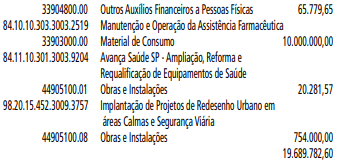 33904800.00 Outros Auxílios Financeiros a Pessoas Físicas 65.779,65
84.10.10.303.3003.2519 Manutenção e Operação da Assistência Farmacêutica
33903000.00 Material de Consumo 10.000.000,00
84.11.10.301.3003.9204 Avança Saúde SP - Ampliação, Reforma e
Requalificação de Equipamentos de Saúde
44905100.01 Obras e Instalações 20.281,57
98.20.15.452.3009.3757 Implantação de Projetos de Redesenho Urbano em
áreas Calmas e Segurança Viária
44905100.08 Obras e Instalações 754.000,00
19.689.782,60